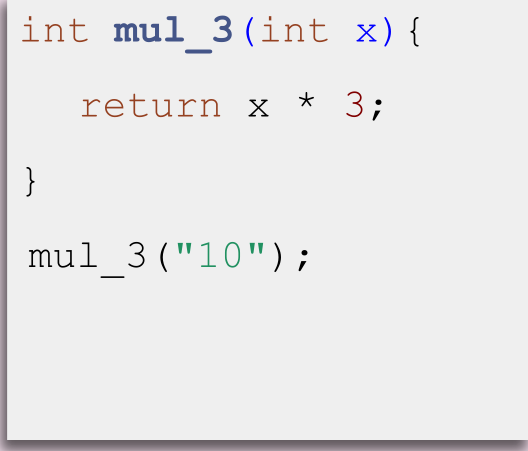 int mul_3(int x){
return x * 3;
}
mul_3("10");